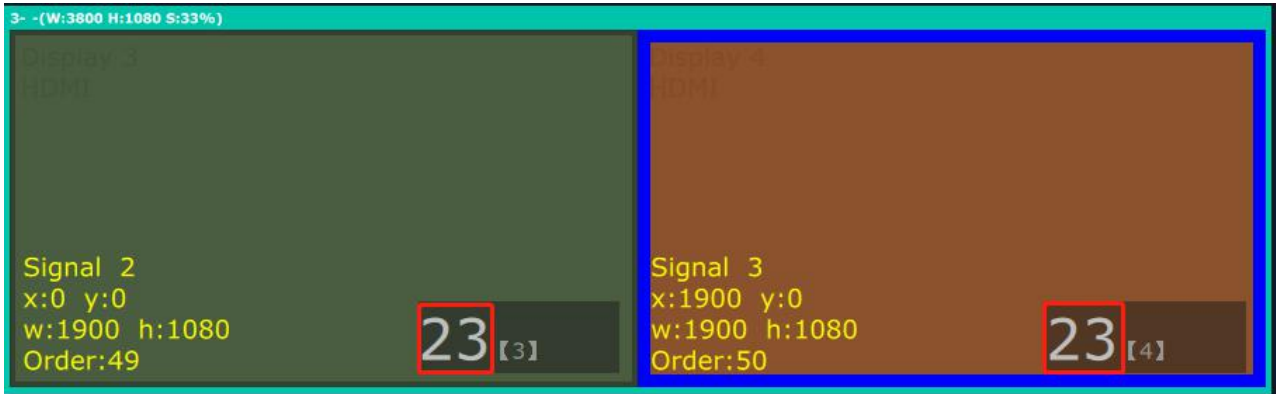 3- -(W:3800 H:1080 S:33%)
Display 3
HDMI
Signal 2
x:0 y:0
w:1900 h:1080
Order:49
23【3】
Display 4
HDMI
Signal 3
x:1900 y:0
w:1900 h:1080
Order:50
23【4】